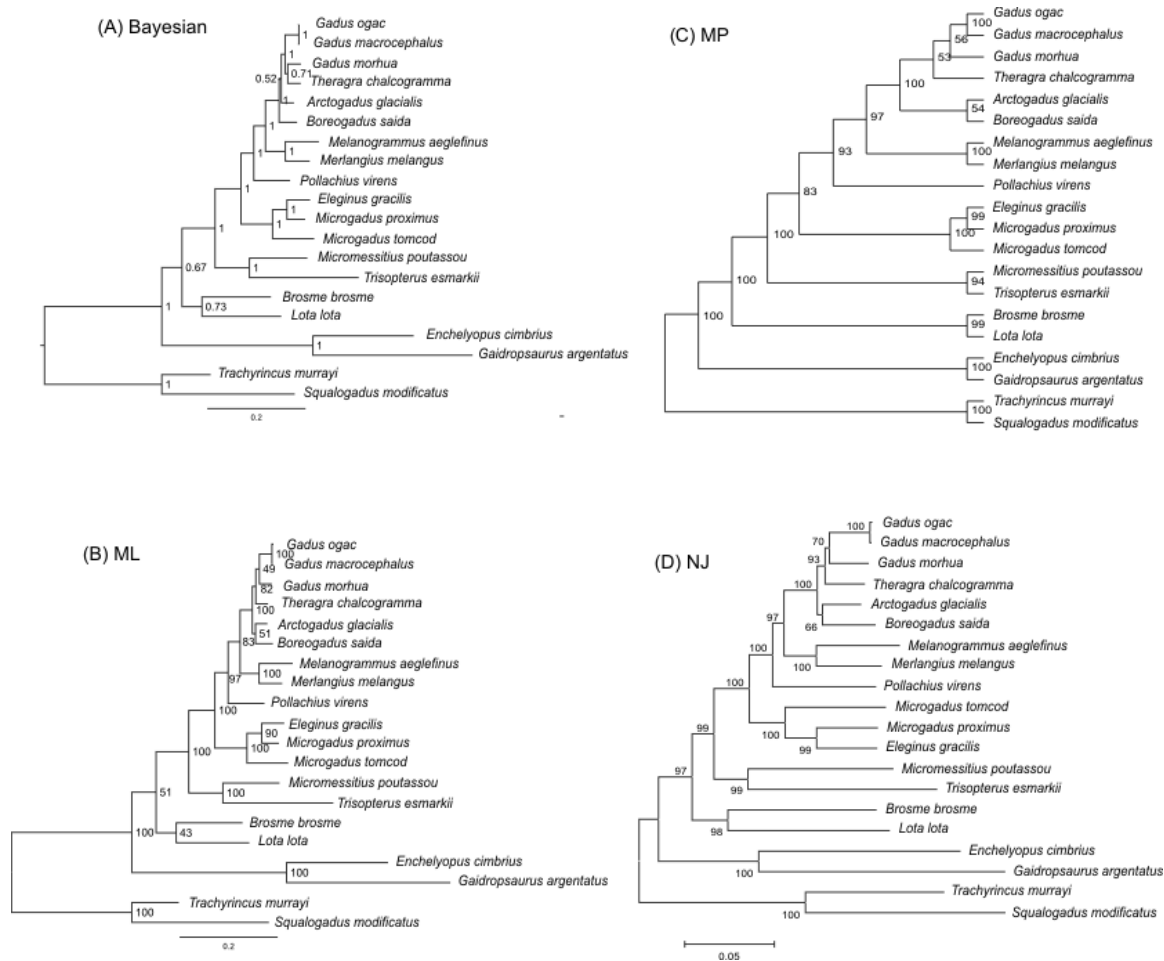 (A) Bayesian
Gadus ogac
1
Gadus macrocephalus
1
Gadus morhua
0.52
0.71
Theragra chalcogramma
Arctogadus glacialis
1
Boreogadus saida
1
Melanogrammus aeglefinus
1
1
Merlangius melangus
Pollachius virens
1
Eleginus gracilis
1
Microgadus proximus
1
Microgadus tomcod
1
Micromessitius poutassou
0.67
1
Trisopterus esmarkii
Brosme brosme
1
0.73
Lota lota
Enchelyopus cimbrius
1
Gaidropsaurus argentatus
Trachyrincus murrayi
1
Squalogadus modificatus
0.2
(C) MP
Gadus ogac
100
Gadus macrocephalus
56
Gadus morhua
53
Theragra chalcogramma
100
Arctogadus glacialis
54
Boreogadus saida
97
Melanogrammus aeglefinus
93
100
Merlangius melangus
Pollachius virens
83
Eleginus gracilis
99
Microgadus proximus
100
100
Microgadus tomcod
Micromessitius poutassou
100
94
Trisopterus esmarkii
Brosme brosme
100
99
Lota lota
Enchelyopus cimbrius
100
Gaidropsaurus argentatus
Trachyrincus murrayi
100
Squalogadus modificatus
(B) ML
Gadus ogac
100
Gadus macrocephalus
49
Gadus morhua
82
Theragra chalcogramma
100
Arctogadus glacialis
83
51
Boreogadus saida
Melanogrammus aeglefinus
97
100
Merlangius melangus
Pollachius virens
100
Eleginus gracilis
90
Microgadus proximus
100
100
Microgadus tomcod
Micromessitius poutassou
51
100
Trisopterus esmarkii
Brosme brosme
100
43
Lota lota
Enchelyopus cimbrius
100
Gaidropsaurus argentatus
Trachyrincus murrayi
100
Squalogadus modificatus
0.2
(D) NJ
Gadus ogac
100
Gadus macrocephalus
70
Gadus morhua
93
Theragra chalcogramma
100
Arctogadus glacialis
97
66
Boreogadus saida
Melanogrammus aeglefinus
100
100
Merlangius melangus
Pollachius virens
100
Microgadus tomcod
99
100
Microgadus proximus
99
Eleginus gracilis
97
Micromessitius poutassou
99
Trisopterus esmarkii
Brosme brosme
98
Lota lota
Enchelyopus cimbrius
100
Gaidropsaurus argentatus
Trachyrincus murrayi
100
Squalogadus modificatus
0.05